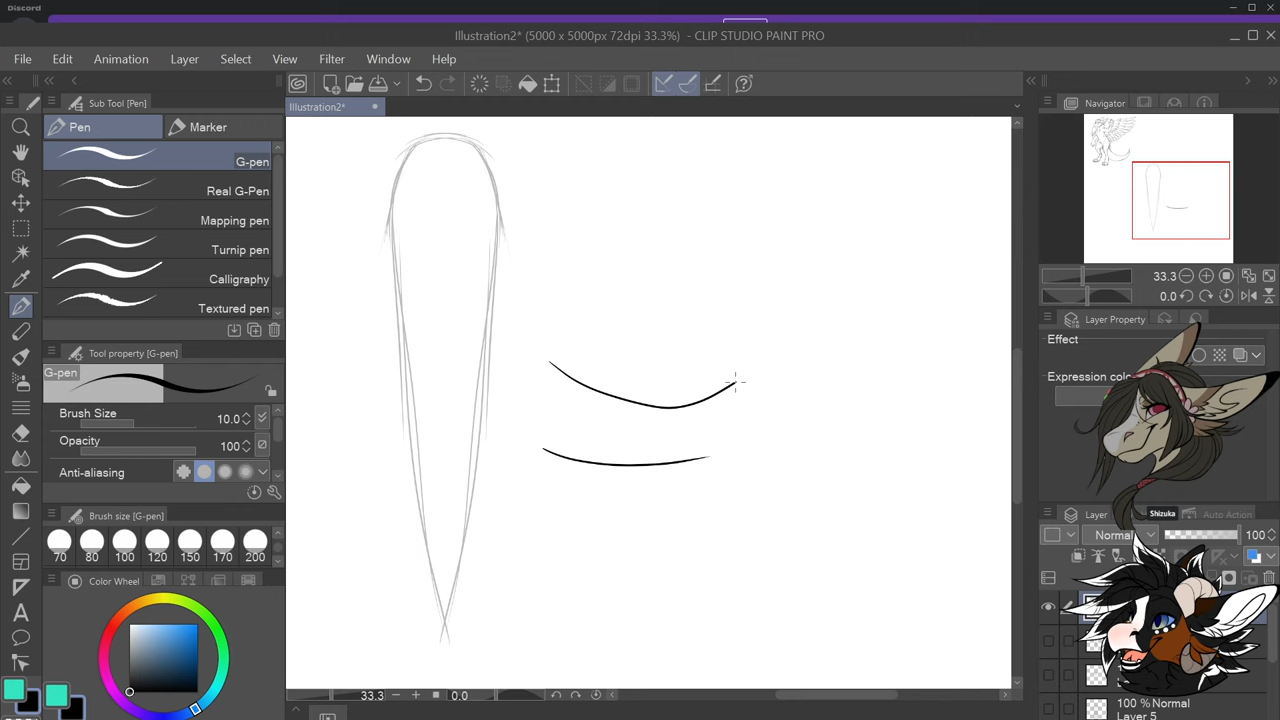 Discord
Illustration2* (5000 x 5000px 72dpi 33.3%) - CLIP STUDIO PAINT PRO
File Edit Animation Layer Select View Filter Window Help
Sub Tool [Pen]
Illustration2*
Navigator
Pen
Marker
G-pen
Real G-Pen
Mapping pen
Turnip pen
Calligraphy
Textured pen
33.3
0.0
Layer Property
Effect
Expression colo
Tool property [G-pen]
G-pen
Brush Size 10.0
Opacity 100
Anti-aliasing
Brush size [G-pen]
70 80 100 120 150 170 200
Color Wheel
Layer
Shizuka
Auto Action
Normal 100
100 % Normal
Layer 5
33.3
0.0